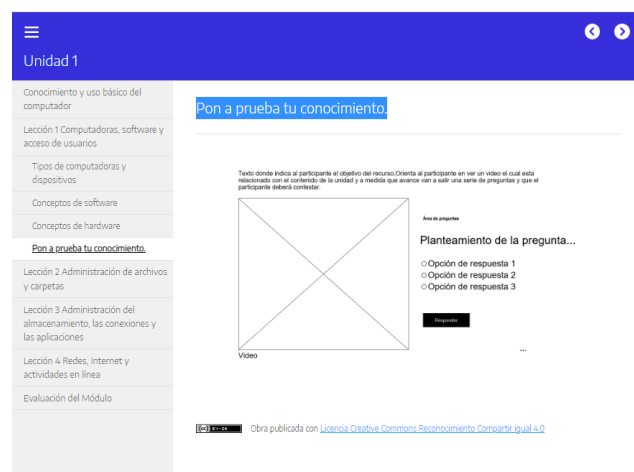 Unidad 1
Conocimiento y uso básico del
computador
Lección 1 Computadoras, software y
acceso de usuarios
Tipos de computadoras y
dispositivos
Conceptos de software
Conceptos de hardware
Pon a prueba tu conocimiento.
Lección 2 Administración de archivos
y carpetas
Lección 3 Administración del
almacenamiento, las conexiones y
las aplicaciones
Lección 4 Redes, Internet y
actividades en línea
Evaluación del Módulo
Pon a prueba tu conocimiento.
Texto donde indica al participante el objetivo del recurso,Orienta al participante en ver un video el cual esta
relacionado con el contenido de la unidad y a medida que avance van a salir una serie de preguntas y que el
participante deberá contestar.
Área de preguntas
Planteamiento de la pregunta...
Opción de respuesta 1
Opción de respuesta 2
Opción de respuesta 3
Responder
...
Video
(cc) BY-SA
Obra publicada con Licencia Creative Commons Reconocimiento Compartir igual 4.0